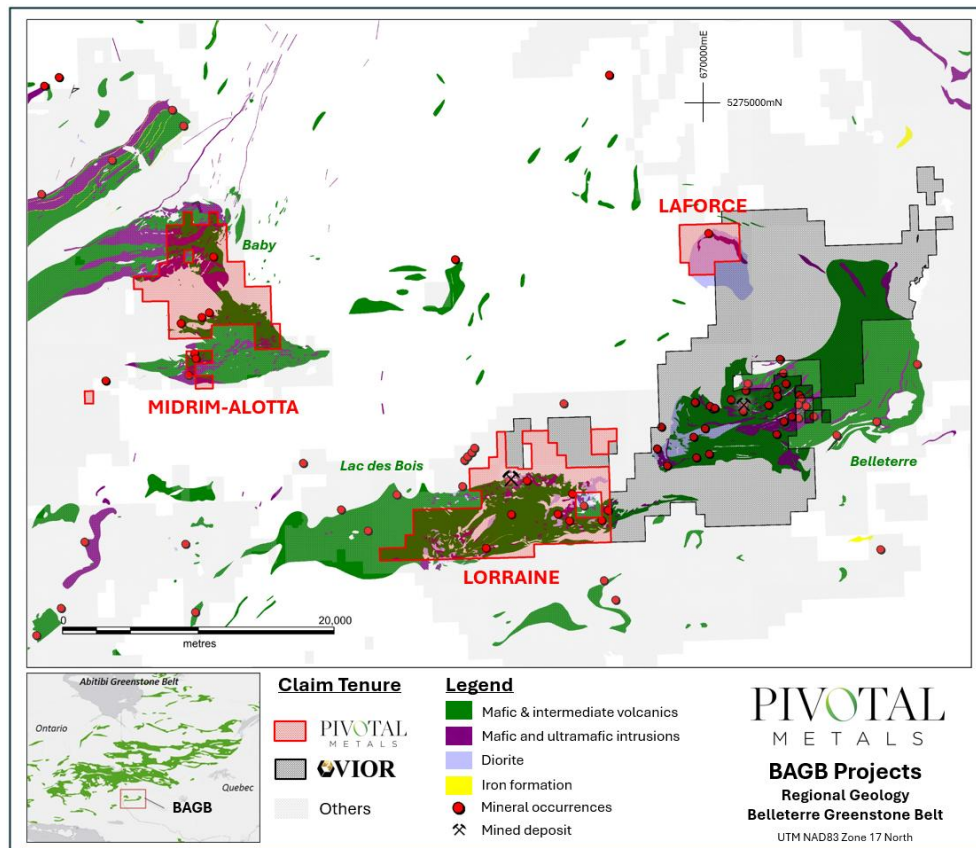 670000mE
5275000mN
LAFORCE
Baby
MIDRIM-ALOTTA
Lac des Bois
Belleterre
LORRAINE
0
20,000
metres
Abitibi Greenstone Belt
Ontario
Quebec
BAGB
Claim Tenure
PIVOTAL
METALS
VIOR
Others
Legend
Mafic & intermediate volcanics
Mafic and ultramafic intrusions
Diorite
Iron formation
Mineral occurrences
Mined deposit
PIVOTAL
METALS
BAGB Projects
Regional Geology
Belleterre Greenstone Belt
UTM NAD83 Zone 17 North